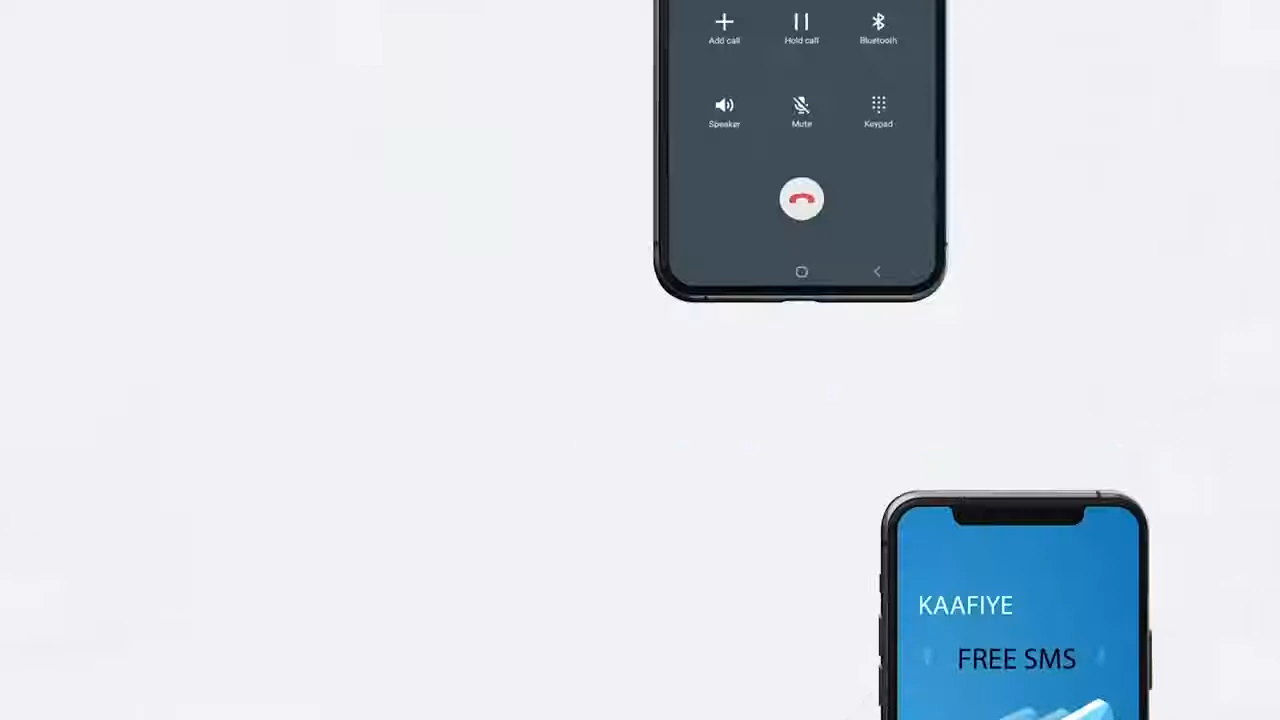 Add call Hold call Bluetooth
Speaker Mute Keypad
KAAFIYE
FREE SMS